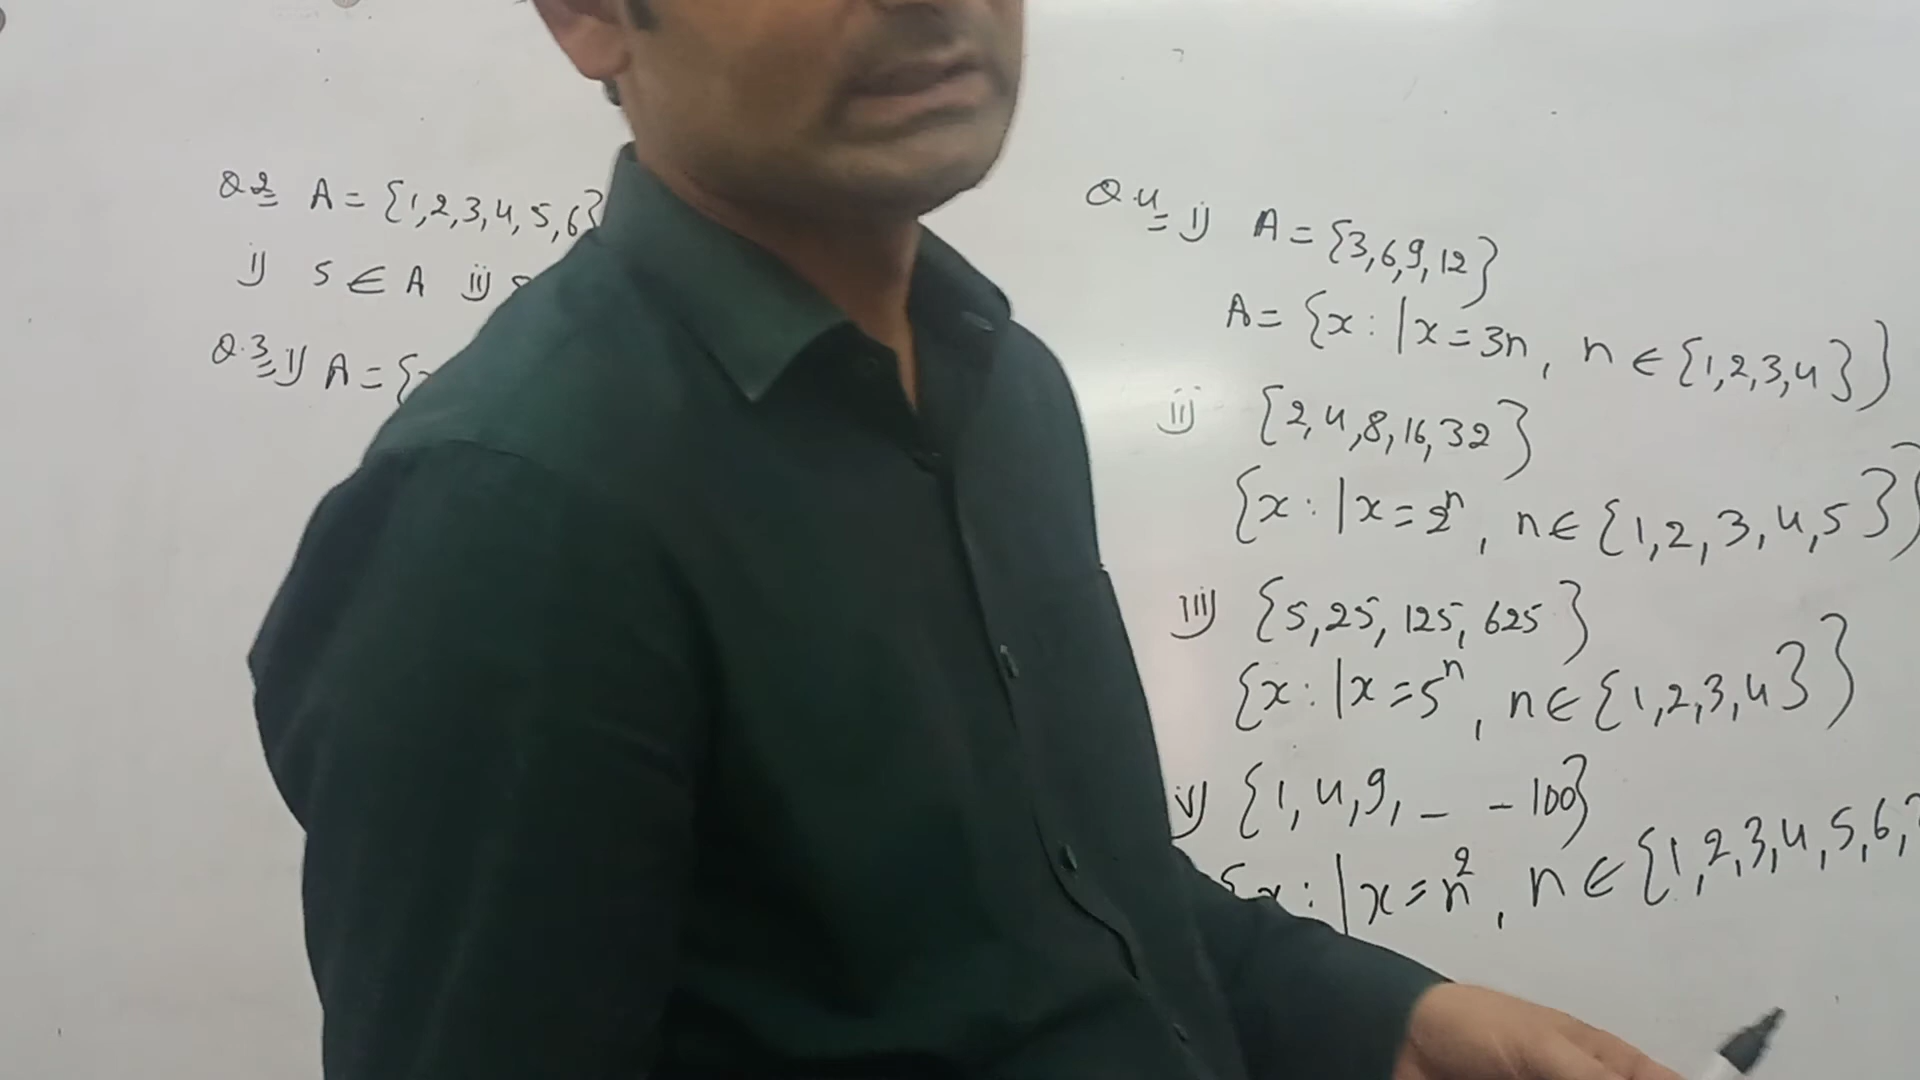 Q2 A = {1,2,3,4,5,6}
i) 5 ∈ A ii)
Q.3 i) A = {
Q.4 i) A = {3,6,9,12}
A = {x : | x = 3n, n ∈ {1,2,3,4}}
ii) {2,4,8,16,32}
{x : | x = 2ⁿ, n ∈ {1,2,3,4,5}}
iii) {5,25,125,625}
{x : | x = 5ⁿ, n ∈ {1,2,3,4}}
v) {1,4,9, _ _ 100}
{x : | x = n², n ∈ {1,2,3,4,5,6,